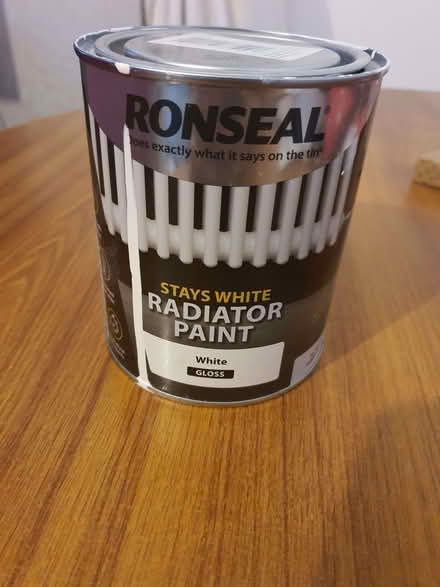 RONSEAL®
Does exactly what it says on the tin®
STAYS WHITE
RADIATOR
PAINT
White
GLOSS